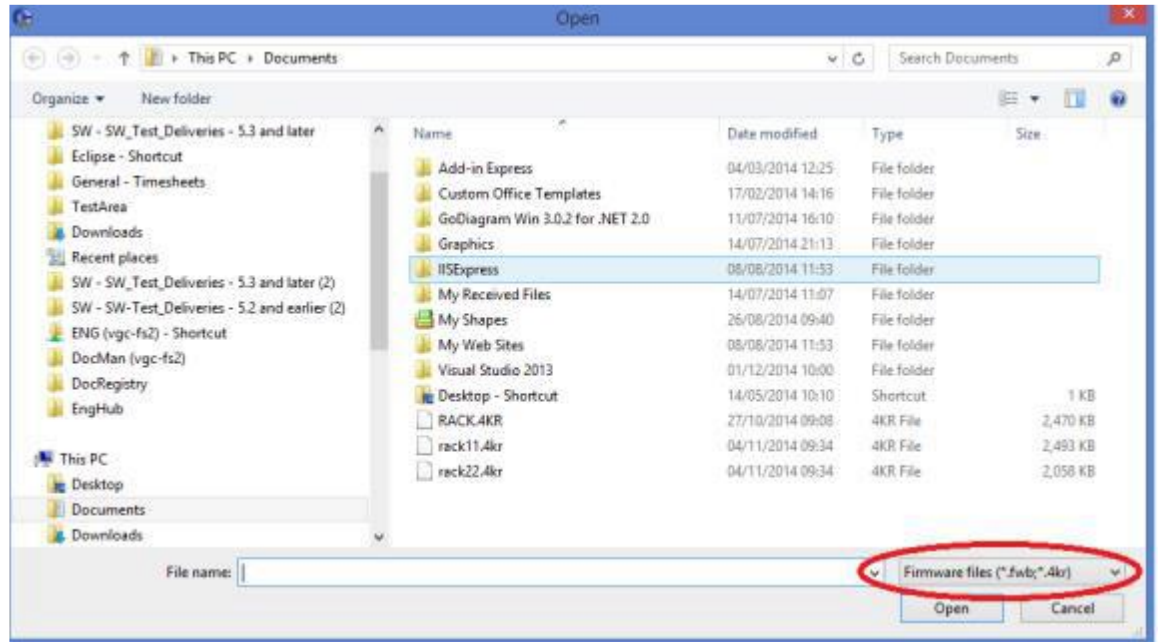 Open
This PC Documents
Search Documents
Organize New folder
SW - SW_Test_Deliveries - 5.3 and later
Eclipse - Shortcut
General - Timesheets
TestArea
Downloads
Recent places
SW - SW_Test_Deliveries - 5.3 and later (2)
SW - SW-Test_Deliveries - 5.2 and earlier (2)
ENG (vgc-fs2) - Shortcut
DocMan (vgc-fs2)
DocRegistry
EngHub
This PC
Desktop
Documents
Downloads
Name Date modified Type Size
Add-in Express 04/03/2014 12:25 File folder
Custom Office Templates 17/02/2014 14:16 File folder
GoDiagram Win 3.0.2 for .NET 2.0 11/07/2014 16:10 File folder
Graphics 14/07/2014 21:13 File folder
IISExpress 08/08/2014 11:53 File folder
My Received Files 14/07/2014 11:07 File folder
My Shapes 26/08/2014 09:40 File folder
My Web Sites 08/08/2014 11:53 File folder
Visual Studio 2013 01/12/2014 10:00 File folder
Desktop - Shortcut 14/05/2014 10:10 Shortcut 1 KB
RACK.4KR 27/10/2014 09:08 4KR File 2,470 KB
rack11.4kr 04/11/2014 09:34 4KR File 2,493 KB
rack22.4kr 04/11/2014 09:34 4KR File 2,058 KB
File name: Firmware files (*.fwb;*.4kr)
Open Cancel